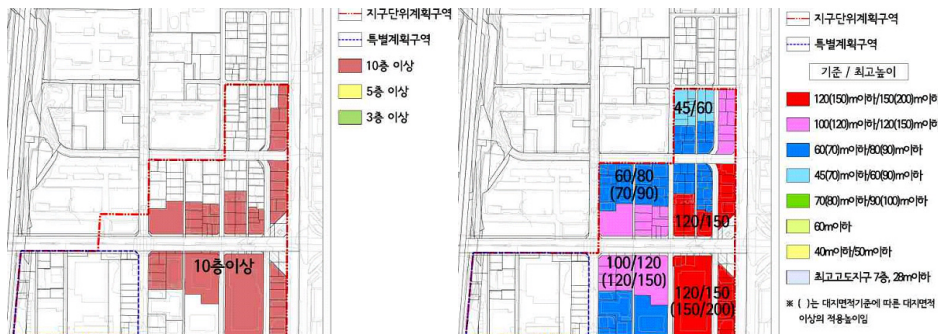 지구단위계획구역
특별계획구역
10층 이상
5층 이상
3층 이상
10층이상
지구단위계획구역
특별계획구역
기준 / 최고높이
120(150)m이하/150(200)m이하
100(120)m이하/120(150)m이하
60(70)m이하/80(90)m이하
45(70)m이하/60(90)m이하
70(80)m이하/90(100)m이하
60m이하
40m이하/50m이하
최고고도지구 7층, 28m이하
※ ( )는 대지면적기준에 따른 대지면적
이상의 적용높이임
45/60
60/80
(70/90)
120/150
100/120
(120/150)
120/150
(150/200)